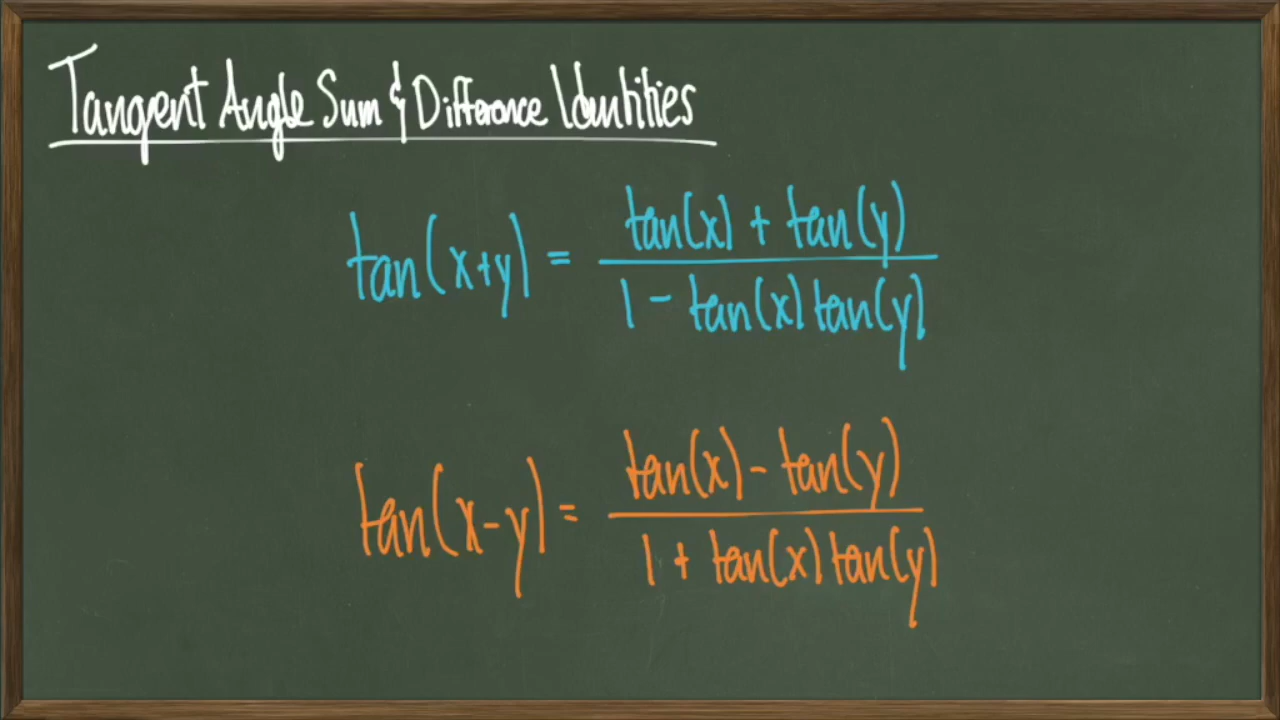 Tangent Angle Sum & Difference Identities
tan(x+y) = tan(x) + tan(y)
1 - tan(x) tan(y)
tan(x-y) = tan(x) - tan(y)
1 + tan(x) tan(y)